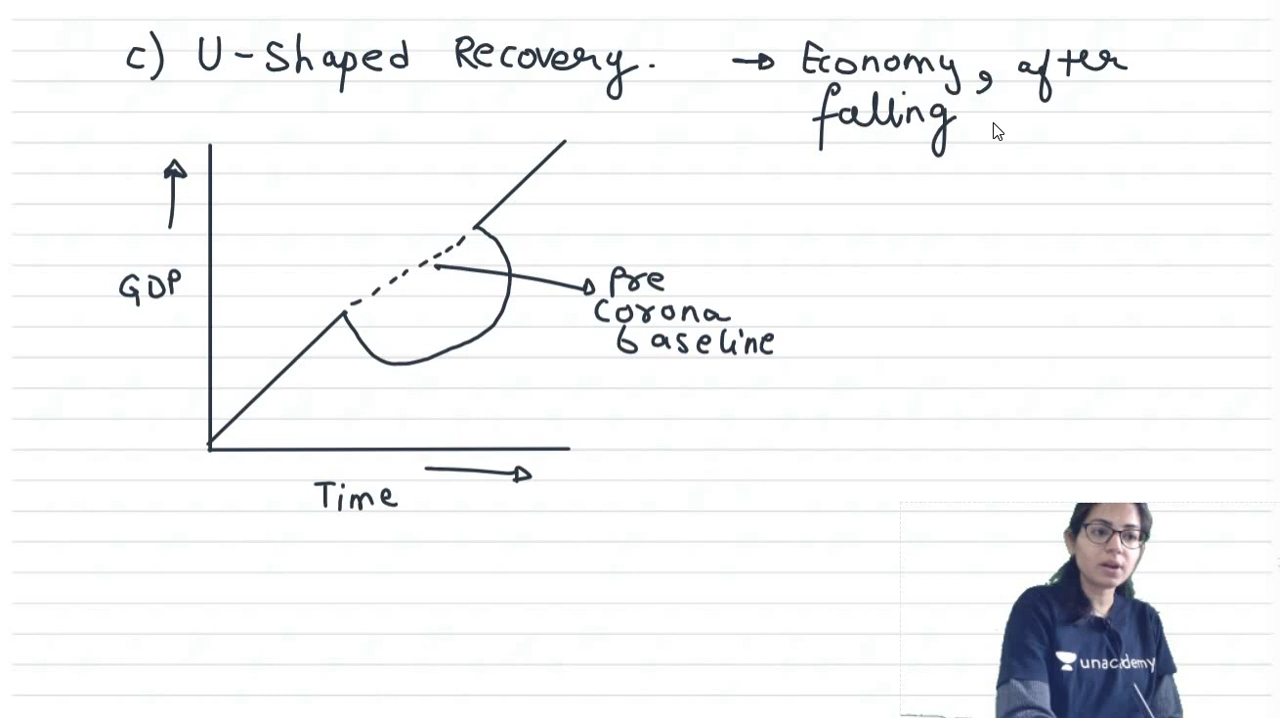 c) U-Shaped Recovery. → Economy, after
falling
GDP
Pre
Corona
baseline
Time
unacademy